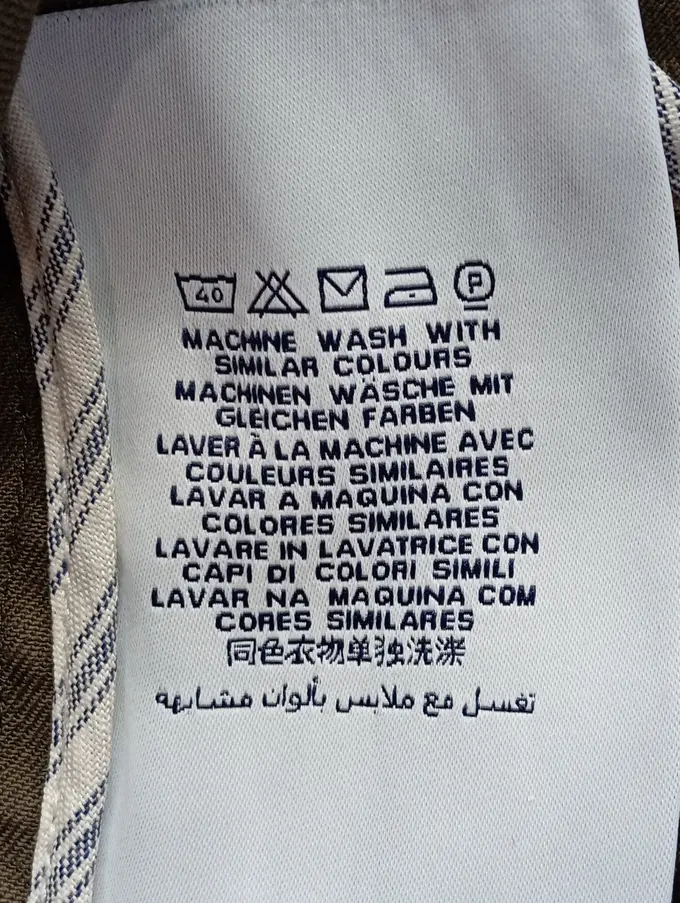 40 P
MACHINE WASH WITH
SIMILAR COLOURS
MACHINEN WÄSCHE MIT
GLEICHEN FARBEN
LAVER À LA MACHINE AVEC
COULEURS SIMILAIRES
LAVAR A MAQUINA CON
COLORES SIMILARES
LAVARE IN LAVATRICE CON
CAPI DI COLORI SIMILI
LAVAR NA MAQUINA COM
CORES SIMILARES
同色衣物单独洗涤
تغسل مع ملابس بألوان مشابهه